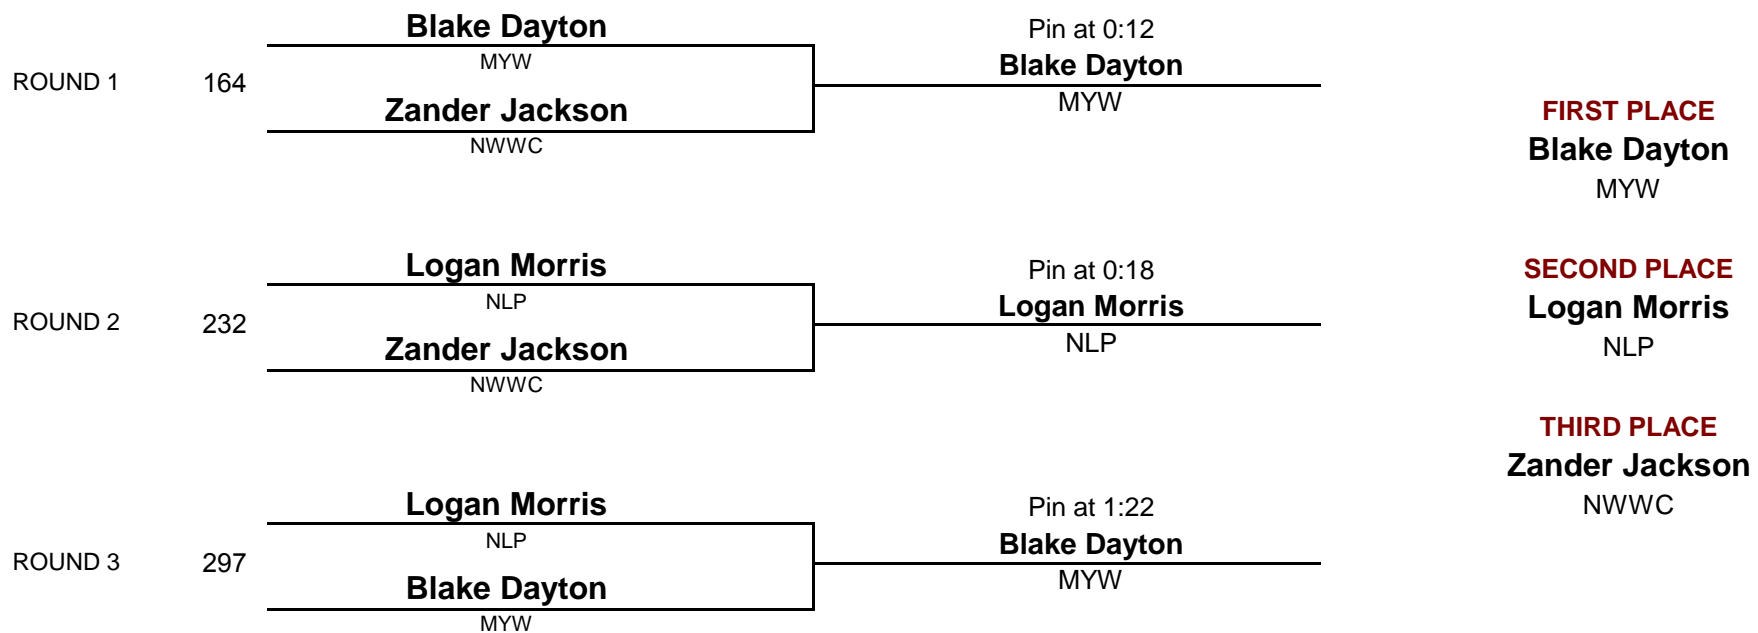 Blake Dayton
MYW
ROUND 1
164
Zander Jackson
NWWC
Pin at 0:12
Blake Dayton
MYW
Logan Morris
NLP
ROUND 2
232
Zander Jackson
NWWC
Pin at 0:18
Logan Morris
NLP
Logan Morris
NLP
ROUND 3
297
Blake Dayton
MYW
Pin at 1:22
Blake Dayton
MYW
FIRST PLACE
Blake Dayton
MYW
SECOND PLACE
Logan Morris
NLP
THIRD PLACE
Zander Jackson
NWWC